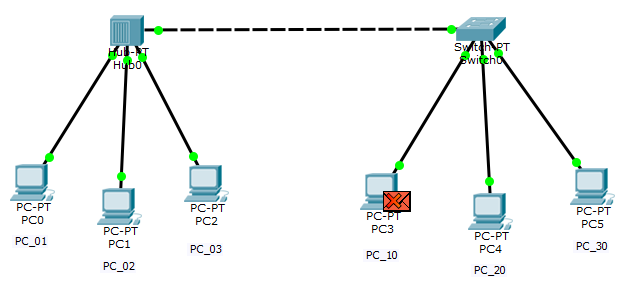 Hub-PT
Hub0
Switch-PT
Switch0
PC-PT
PC0
PC_01
PC-PT
PC1
PC_02
PC-PT
PC2
PC_03
PC-PT
PC3
PC_10
PC-PT
PC4
PC_20
PC-PT
PC5
PC_30